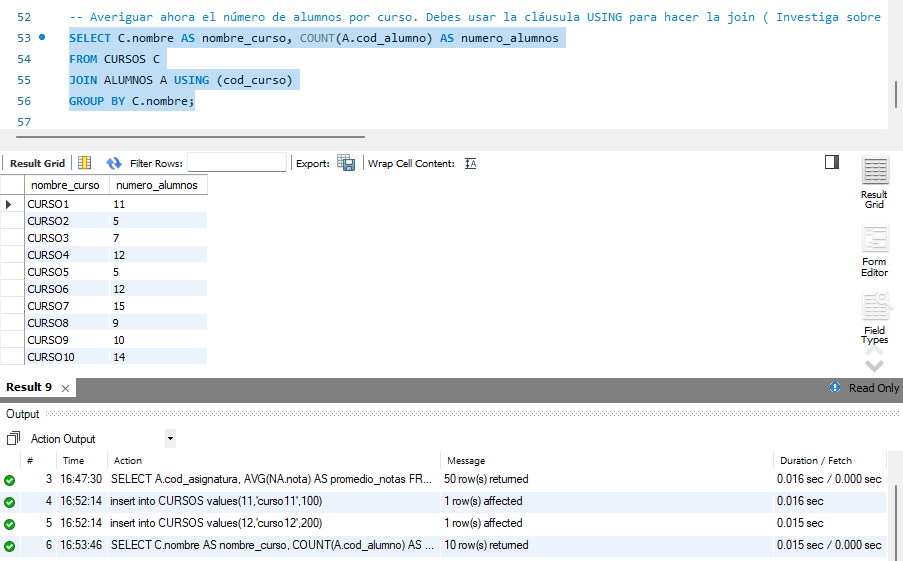 52 -- Averiguar ahora el número de alumnos por curso. Debes usar la cláusula USING para hacer la join ( Investiga sobre
53 SELECT C.nombre AS nombre_curso, COUNT(A.cod_alumno) AS numero_alumnos
54 FROM CURSOS C
55 JOIN ALUMNOS A USING (cod_curso)
56 GROUP BY C.nombre;
57
Result Grid Filter Rows: Export: Wrap Cell Content: IA
nombre_curso numero_alumnos
CURSO1 11
CURSO2 5
CURSO3 7
CURSO4 12
CURSO5 5
CURSO6 12
CURSO7 15
CURSO8 9
CURSO9 10
CURSO10 14
Result
Grid
Form
Editor
Field
Types
Result 9 × Read Only
Output
Action Output
# Time Action Message Duration / Fetch
3 16:47:30 SELECT A.cod_asignatura, AVG(NA.nota) AS promedio_notas FR... 50 row(s) returned 0.016 sec / 0.000 sec
4 16:52:14 insert into CURSOS values(11,'curso11',100) 1 row(s) affected 0.016 sec
5 16:52:14 insert into CURSOS values(12,'curso12',200) 1 row(s) affected 0.015 sec
6 16:53:46 SELECT C.nombre AS nombre_curso, COUNT(A.cod_alumno) AS ... 10 row(s) returned 0.015 sec / 0.000 sec